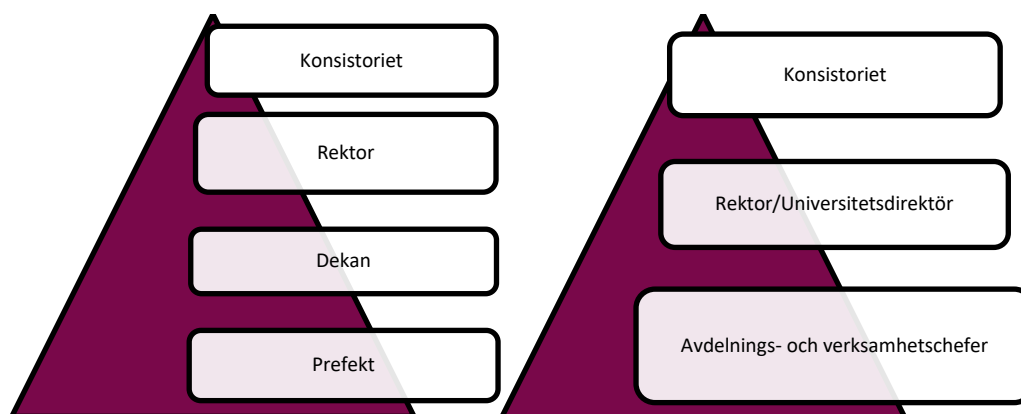 Konsistoriet
Rektor
Dekan
Prefekt
Konsistoriet
Rektor/Universitetsdirektör
Avdelnings- och verksamhetschefer